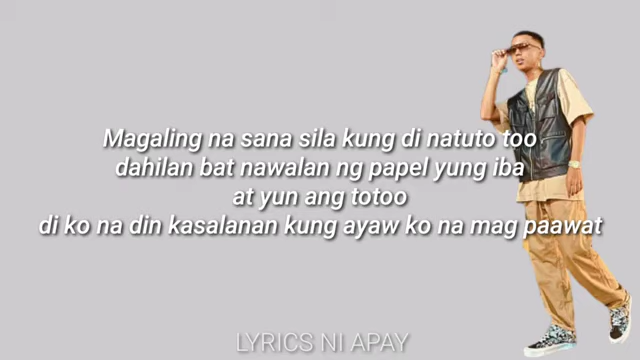 Magaling na sana sila kung di natuto too
dahilan bat nawalan ng papel yung iba
at yun ang totoo
di ko na din kasalanan kung ayaw ko na mag paawat
LYRICS NI APAY